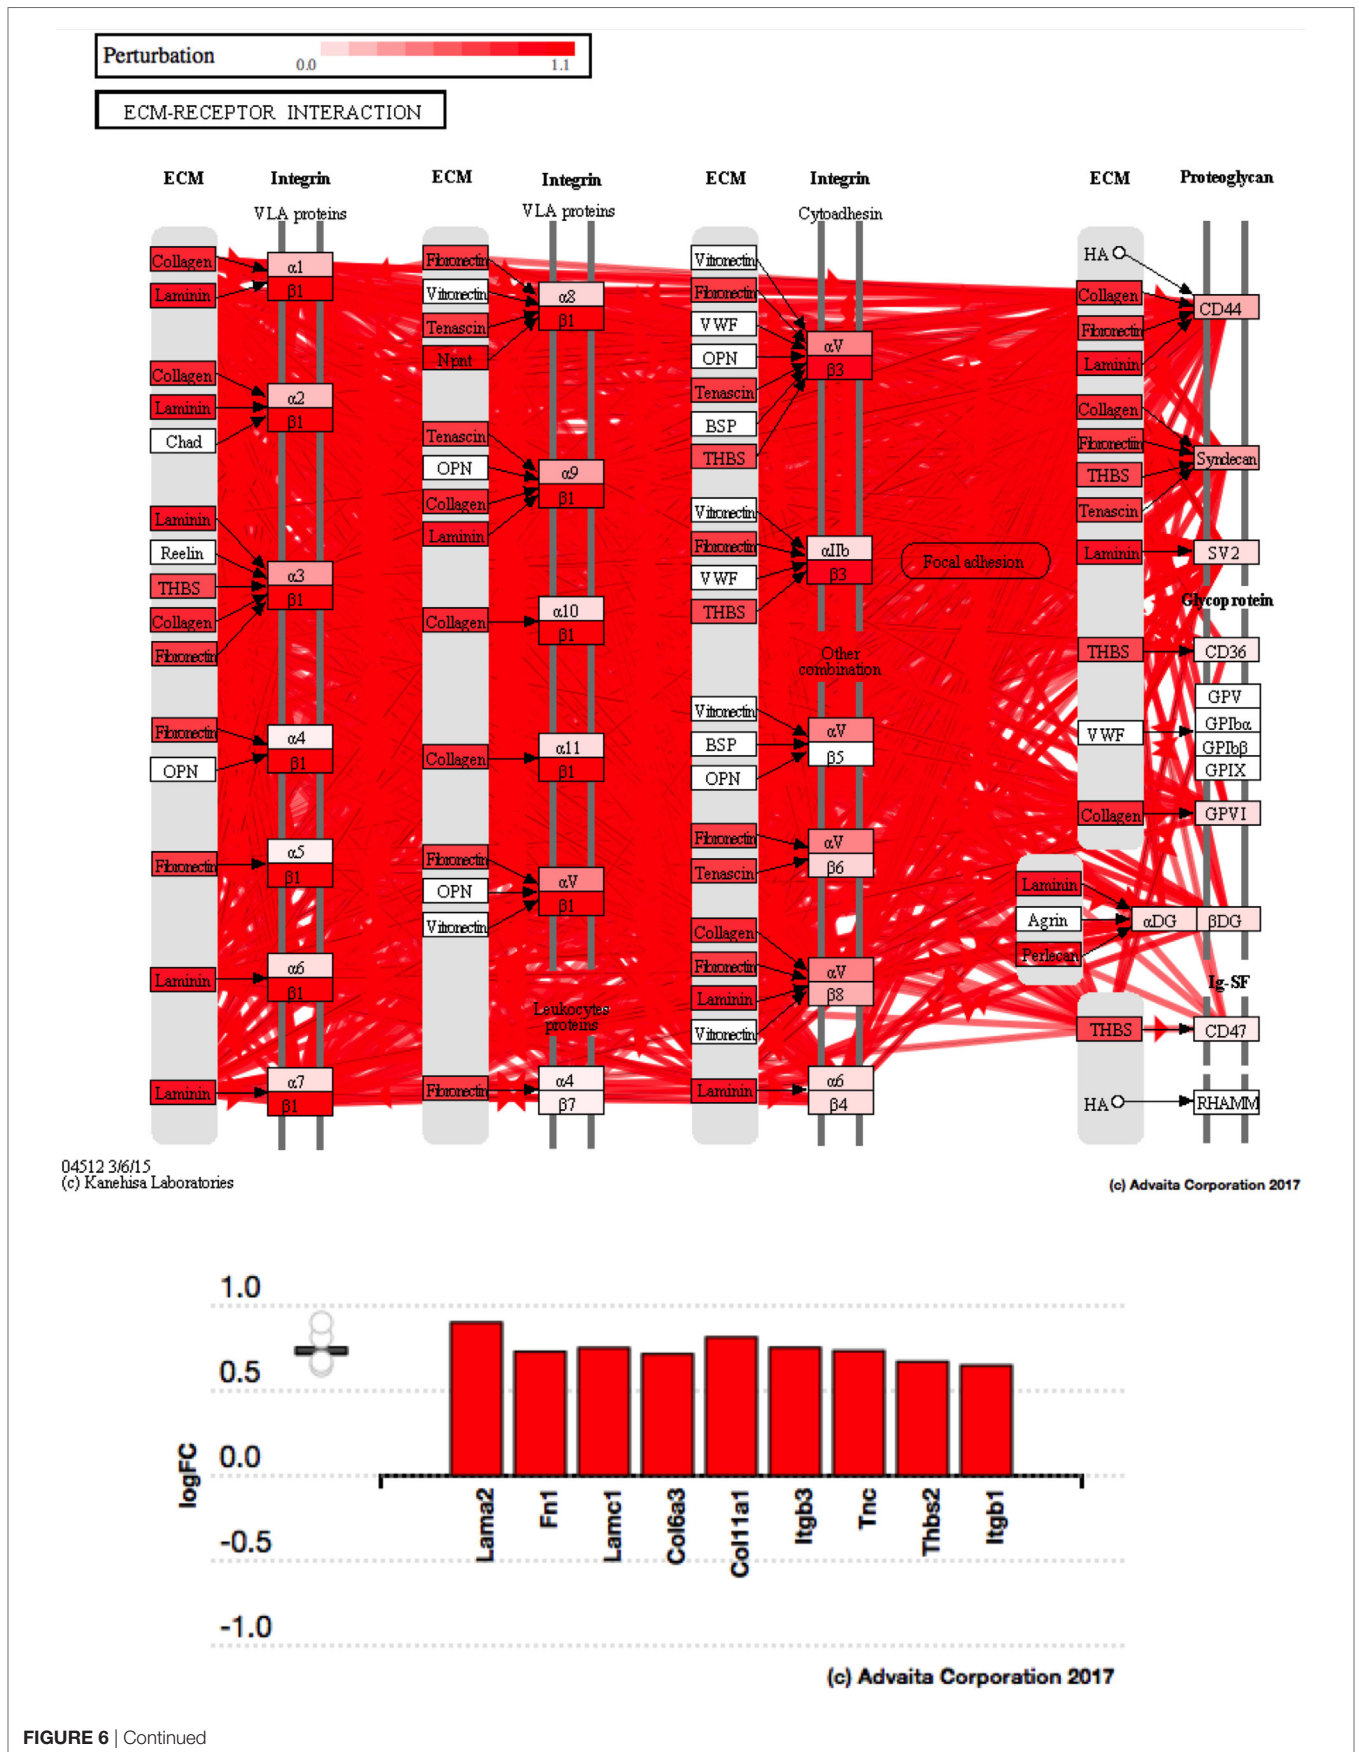 Perturbation
0.0
1.1
ECM-RECEPTOR INTERACTION
ECM
Integrin
VLA proteins
Collagen
Laminin
α1
β1
Collagen
Laminin
Chad
α2
β1
Laminin
Reelin
THBS
Collagen
Fibronectin
α3
β1
Fibronectin
OPN
α4
β1
Fibronectin
α5
β1
Laminin
α6
β1
Laminin
α7
β1
ECM
Integrin
VLA proteins
Fibronectin
Vitronectin
Tenascin
Npnt
α8
β1
Tenascin
OPN
Collagen
Laminin
α9
β1
Collagen
α10
β1
Collagen
α11
β1
Fibronectin
OPN
Vitronectin
αV
β1
Leukocytes
proteins
Fibronectin
α4
β7
ECM
Integrin
Cytoadhesin
Vitronectin
Fibronectin
VWF
OPN
Tenascin
BSP
THBS
αV
β3
Vitronectin
Fibronectin
VWF
THBS
αIIb
β3
Focal adhesion
Other
combination
Vitronectin
BSP
OPN
αV
β5
Fibronectin
Tenascin
αV
β6
Collagen
Fibronectin
Laminin
Vitronectin
αV
β8
Laminin
α6
β4
ECM
Proteoglycan
HA
Collagen
Fibronectin
Laminin
CD44
Collagen
Fibronectin
THBS
Tenascin
Syndecan
Laminin
SV2
Glycoprotein
THBS
CD36
VWF
GPV
GPIbα
GPIbβ
GPIX
Collagen
GPVI
Laminin
Agrin
Perlecan
αDG
βDG
Ig-SF
THBS
CD47
HA
RHAMM
04512 3/6/15
(c) Kanehisa Laboratories
(c) Advaita Corporation 2017
logFC
1.0
0.5
0.0
-0.5
-1.0
Lama2
Fn1
Lamc1
Col6a3
Col11a1
Itgb3
Tnc
Thbs2
Itgb1
(c) Advaita Corporation 2017
FIGURE 6 | Continued